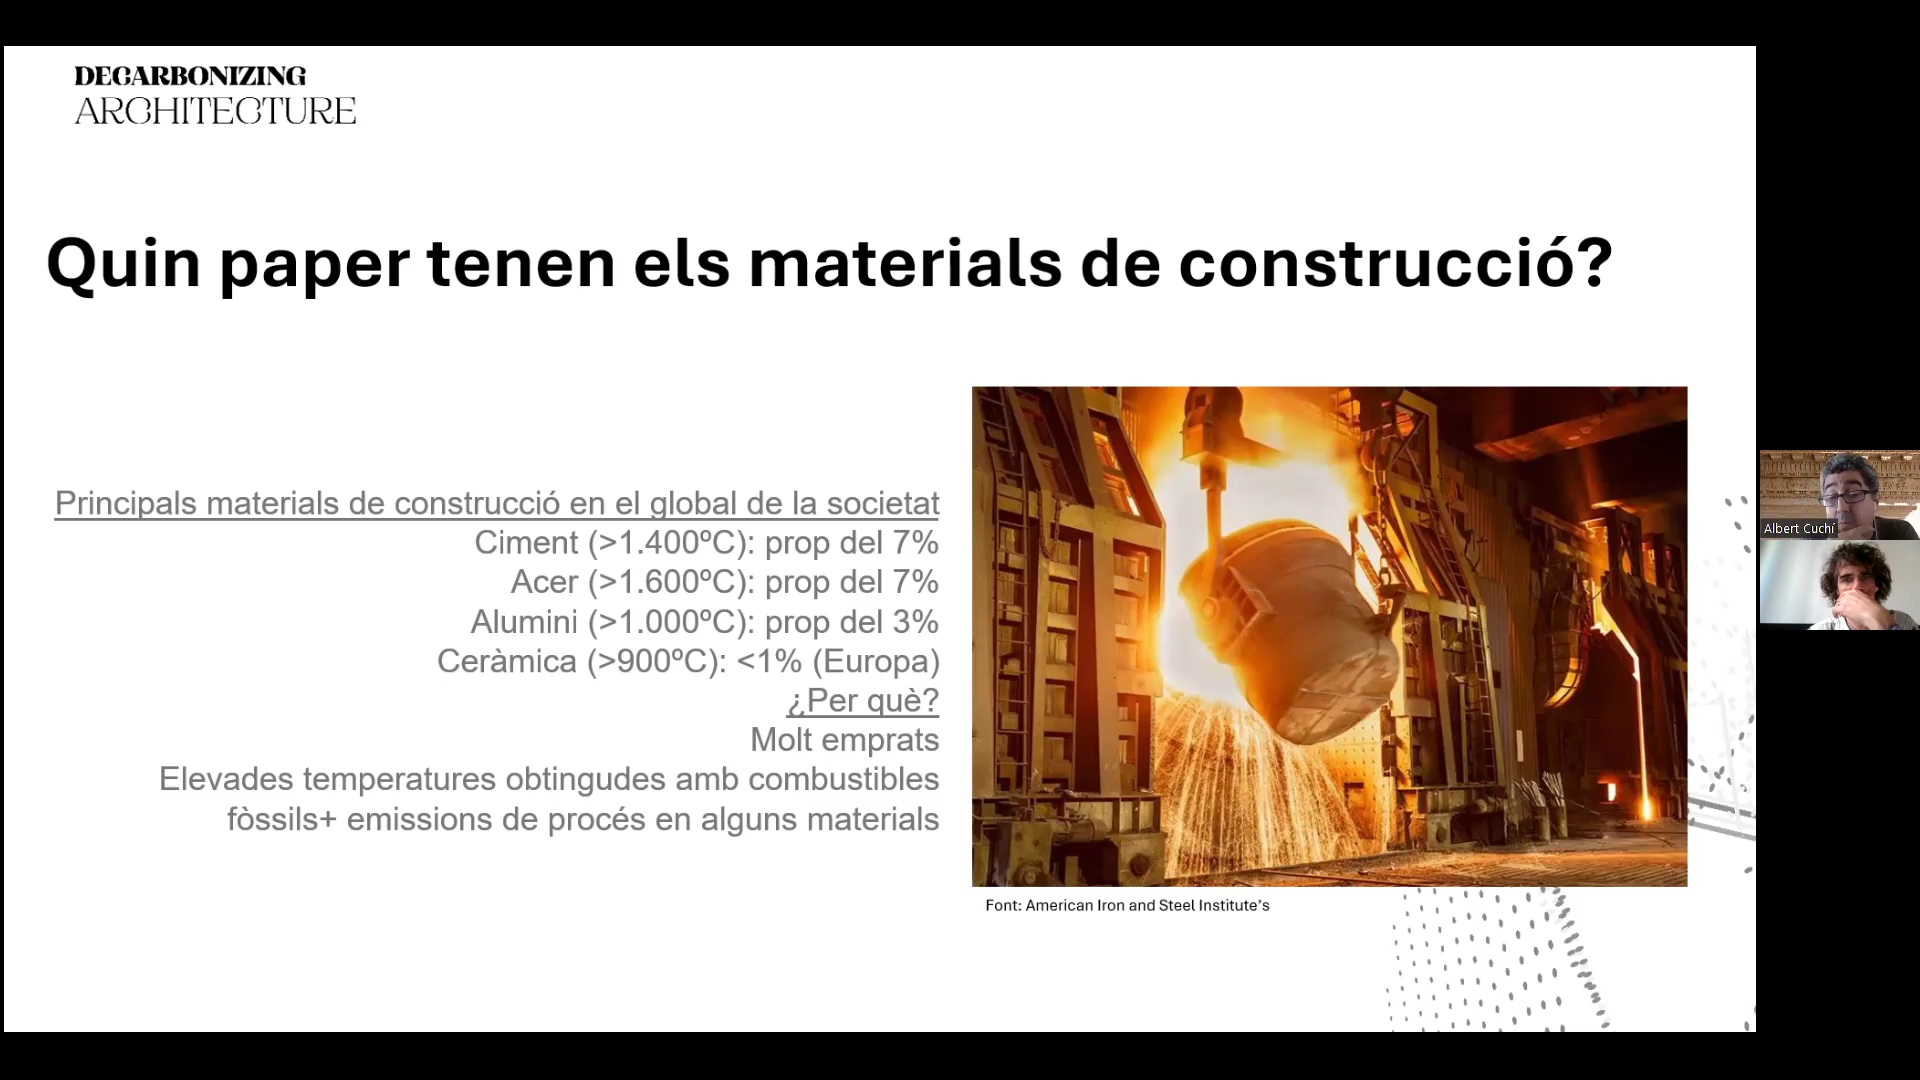 DECARBONIZING
ARCHITECTURE
Quin paper tenen els materials de construcció?
Principals materials de construcció en el global de la societat
Ciment (>1.400ºC): prop del 7%
Acer (>1.600ºC): prop del 7%
Alumini (>1.000ºC): prop del 3%
Ceràmica (>900ºC): <1% (Europa)
¿Per què?
Molt emprats
Elevades temperatures obtingudes amb combustibles
fòssils+ emissions de procés en alguns materials
Font: American Iron and Steel Institute’s
Albert Cuchí